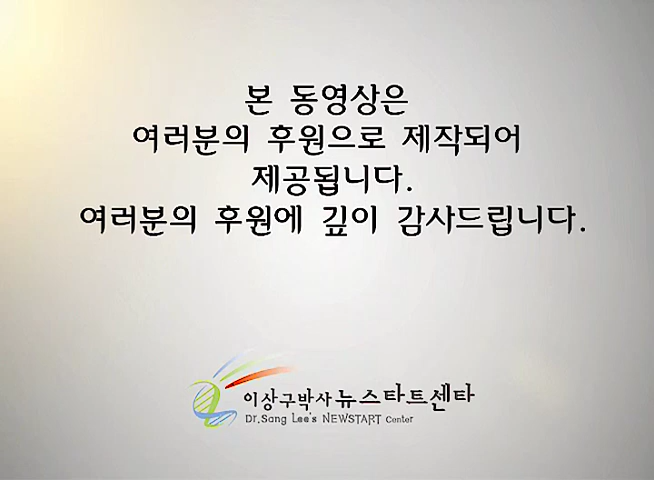 본 동영상은
여러분의 후원으로 제작되어
제공됩니다.
여러분의 후원에 깊이 감사드립니다.
이상구박사 뉴스타트센타
Dr.Sang Lee's NEWSTART Center